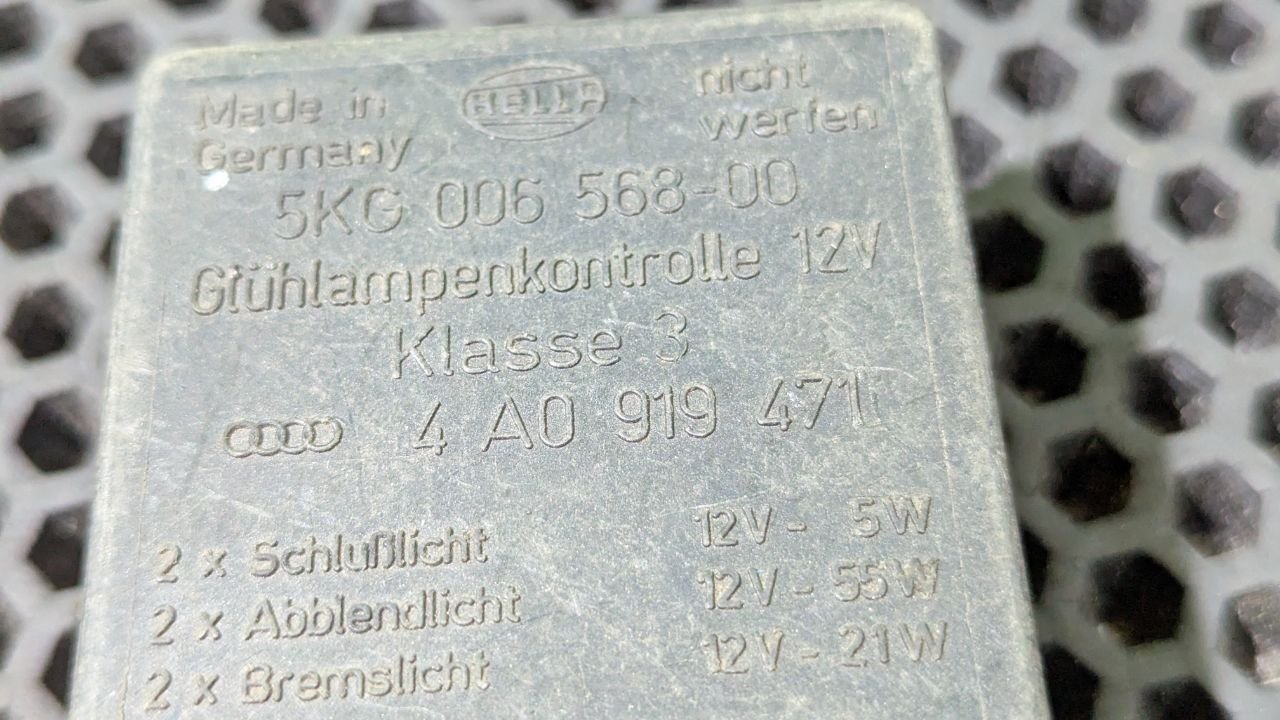 Made in HELLA nicht
Germany werfen
5KG 006 568-00
Glühlampenkontrolle 12V
Klasse 3
4 A0 919 471
2 x Schlußlicht 12V - 5W
2 x Abblendlicht 12V - 55W
2 x Bremslicht 12V - 21W